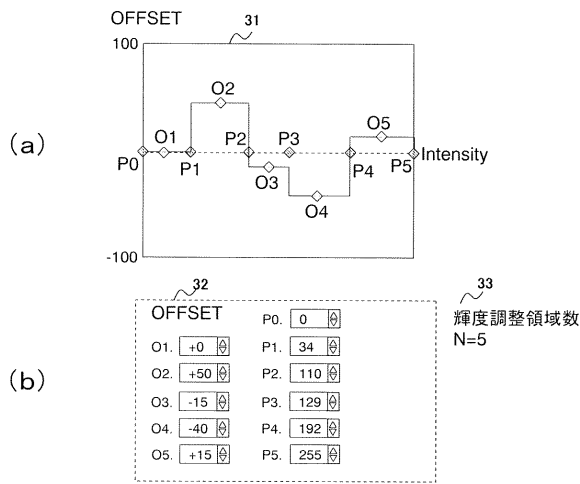 OFFSET
31
100
(a)
O2
O1
P2
P3
O5
P0
P1
O3
P4
P5
Intensity
O4
-100
32
33
(b)
OFFSET
P0. 0
輝度調整領域数
N=5
O1. +0
P1. 34
O2. +50
P2. 110
O3. -15
P3. 129
O4. -40
P4. 192
O5. +15
P5. 255